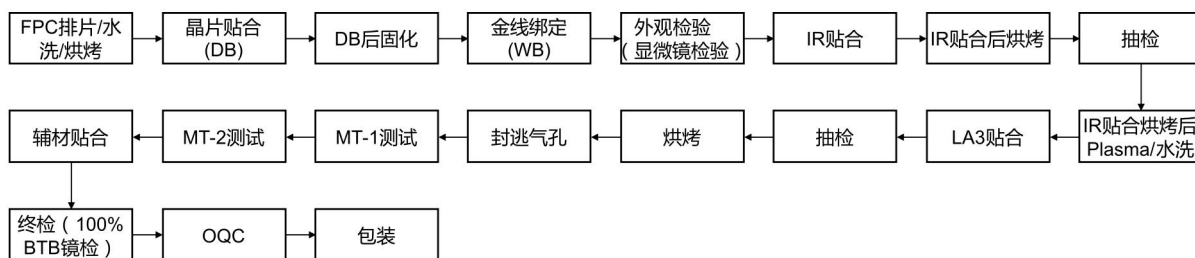 FPC排片/水
洗/烘烤
晶片贴合
(DB)
DB后固化
金线绑定
(WB)
外观检验
（显微镜检验）
IR贴合
IR贴合后烘烤
抽检
IR贴合烘烤后
Plasma/水洗
LA3贴合
抽检
烘烤
封逃气孔
MT-1测试
MT-2测试
辅材贴合
终检（100%
BTB镜检）
OQC
包装